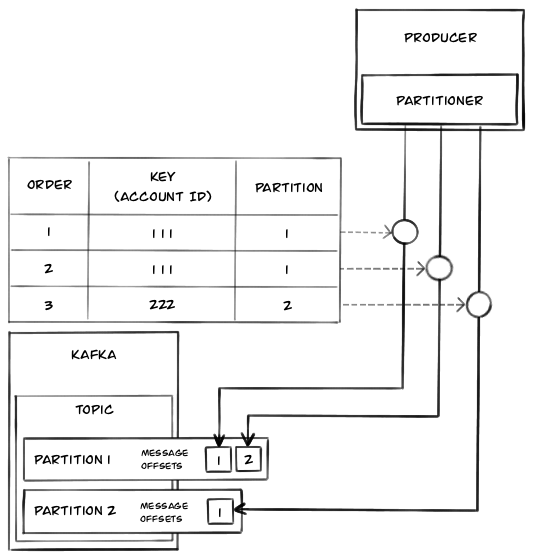 PRODUCER
PARTITIONER
ORDER
KEY
(ACCOUNT ID)
PARTITION
1 111 1
2 111 1
3 222 2
KAFKA
TOPIC
PARTITION 1
MESSAGE
OFFSETS
1 2
PARTITION 2
MESSAGE
OFFSETS
1